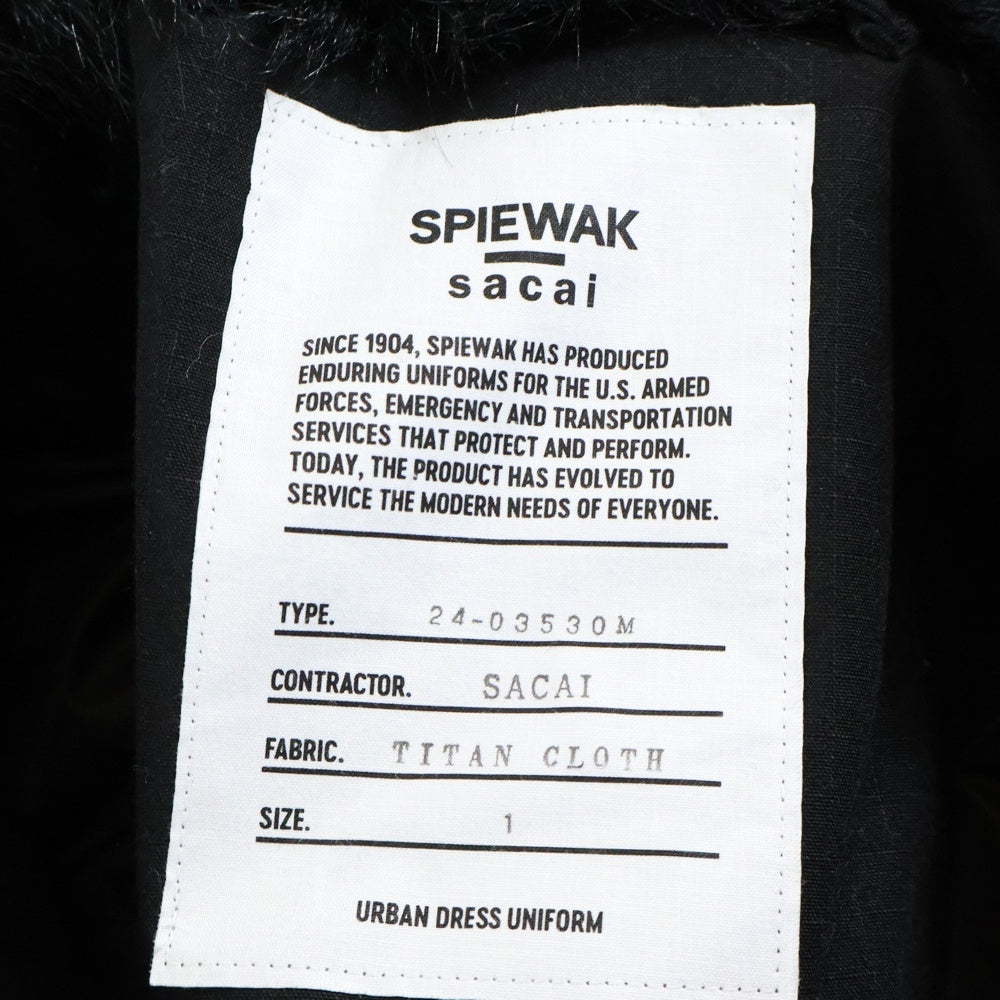 SPIEWAK
sacai
SINCE 1904, SPIEWAK HAS PRODUCED
ENDURING UNIFORMS FOR THE U.S. ARMED
FORCES, EMERGENCY AND TRANSPORTATION
SERVICES THAT PROTECT AND PERFORM.
TODAY, THE PRODUCT HAS EVOLVED TO
SERVICE THE MODERN NEEDS OF EVERYONE.
TYPE. 24-03530M
CONTRACTOR. SACAI
FABRIC. TITAN CLOTH
SIZE. 1
URBAN DRESS UNIFORM